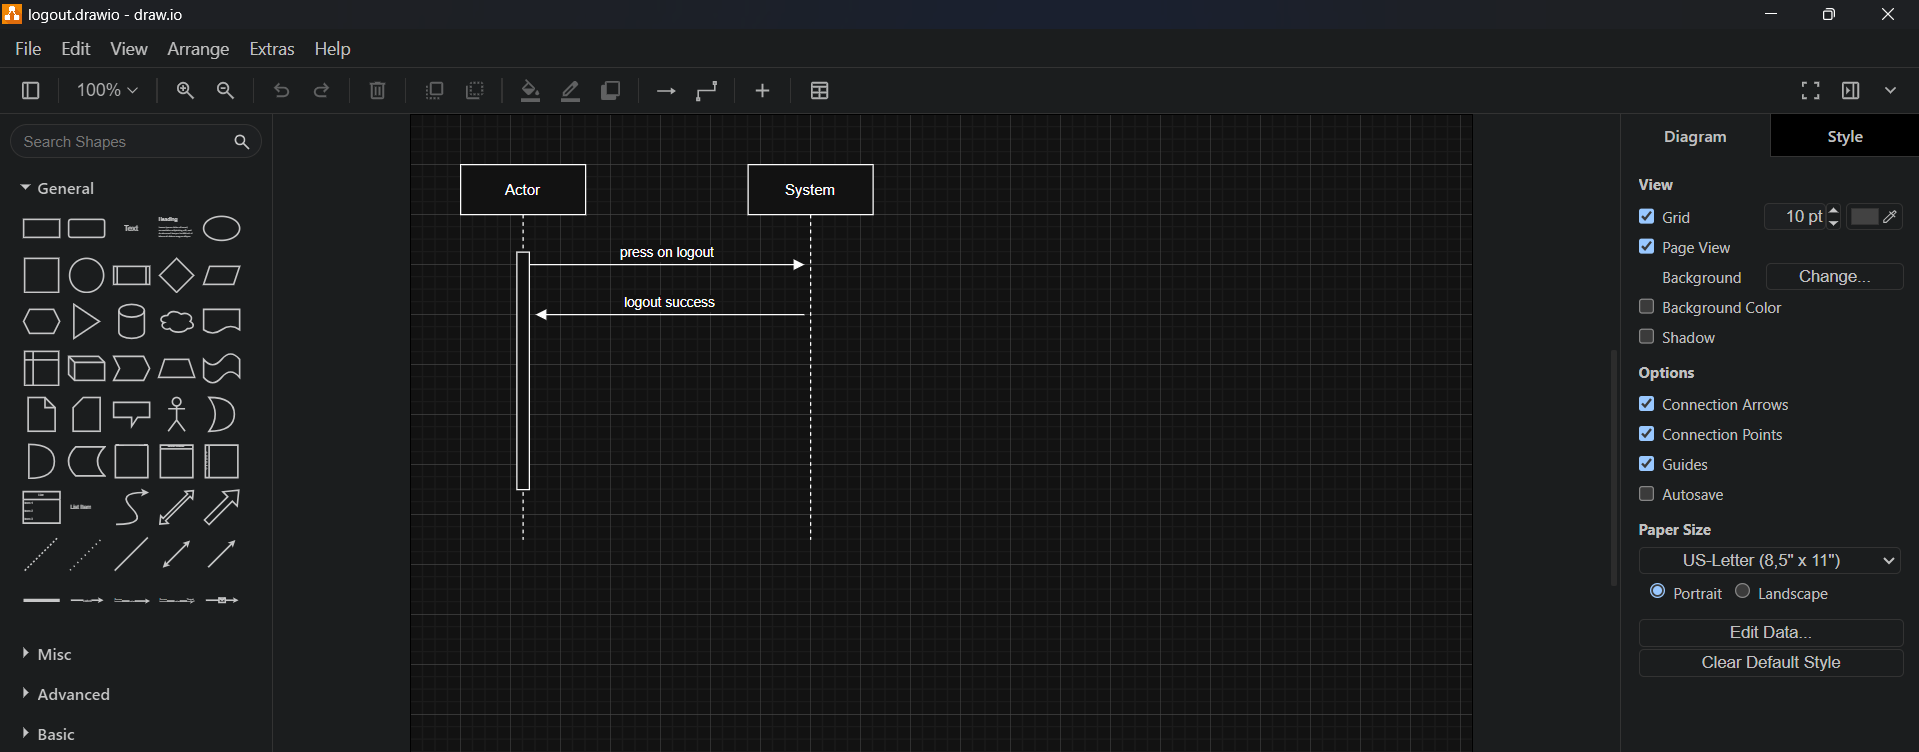 logout.drawio - draw.io
File Edit View Arrange Extras Help
100%
Search Shapes
General
Text
Heading
List Item
Misc
Advanced
Basic
Actor
System
press on logout
logout success
Diagram
Style
View
Grid
10 pt
Page View
Background
Change...
Background Color
Shadow
Options
Connection Arrows
Connection Points
Guides
Autosave
Paper Size
US-Letter (8,5" x 11")
Portrait
Landscape
Edit Data...
Clear Default Style